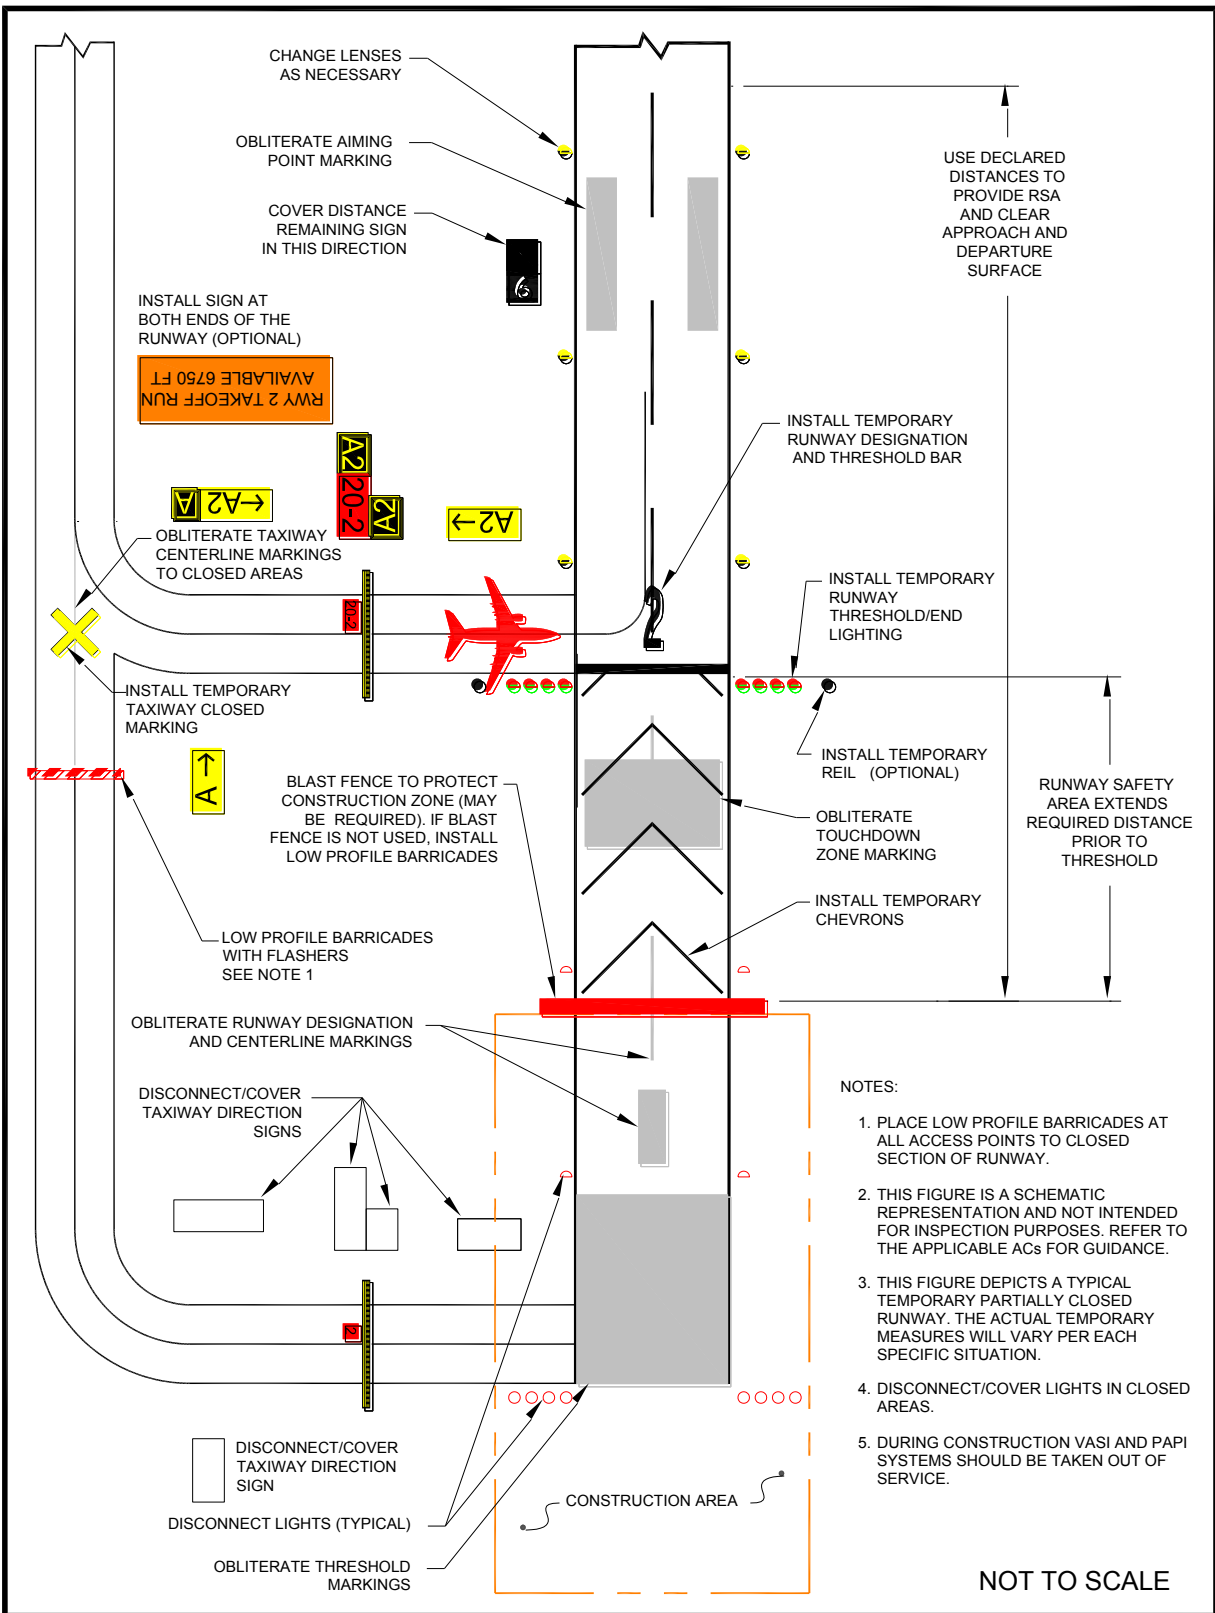 CHANGE LENSES
AS NECESSARY
OBLITERATE AIMING
POINT MARKING
COVER DISTANCE
REMAINING SIGN
IN THIS DIRECTION
6
INSTALL SIGN AT
BOTH ENDS OF THE
RUNWAY (OPTIONAL)
RWY 2 TAKEOFF RUN
AVAILABLE 6750 FT
A2
20-2
A2
A
←A2
A2→
OBLITERATE TAXIWAY
CENTERLINE MARKINGS
TO CLOSED AREAS
20-2
INSTALL TEMPORARY
TAXIWAY CLOSED
MARKING
A→
USE DECLARED
DISTANCES TO
PROVIDE RSA
AND CLEAR
APPROACH AND
DEPARTURE
SURFACE
INSTALL TEMPORARY
RUNWAY DESIGNATION
AND THRESHOLD BAR
2
INSTALL TEMPORARY
RUNWAY
THRESHOLD/END
LIGHTING
INSTALL TEMPORARY
REIL (OPTIONAL)
BLAST FENCE TO PROTECT
CONSTRUCTION ZONE (MAY
BE REQUIRED). IF BLAST
FENCE IS NOT USED, INSTALL
LOW PROFILE BARRICADES
OBLITERATE
TOUCHDOWN
ZONE MARKING
RUNWAY SAFETY
AREA EXTENDS
REQUIRED DISTANCE
PRIOR TO
THRESHOLD
INSTALL TEMPORARY
CHEVRONS
LOW PROFILE BARRICADES
WITH FLASHERS
SEE NOTE 1
OBLITERATE RUNWAY DESIGNATION
AND CENTERLINE MARKINGS
DISCONNECT/COVER
TAXIWAY DIRECTION
SIGNS
2
DISCONNECT/COVER
TAXIWAY DIRECTION
SIGN
DISCONNECT LIGHTS (TYPICAL)
OBLITERATE THRESHOLD
MARKINGS
CONSTRUCTION AREA
NOTES:
1. PLACE LOW PROFILE BARRICADES AT
ALL ACCESS POINTS TO CLOSED
SECTION OF RUNWAY.
2. THIS FIGURE IS A SCHEMATIC
REPRESENTATION AND NOT INTENDED
FOR INSPECTION PURPOSES. REFER TO
THE APPLICABLE ACs FOR GUIDANCE.
3. THIS FIGURE DEPICTS A TYPICAL
TEMPORARY PARTIALLY CLOSED
RUNWAY. THE ACTUAL TEMPORARY
MEASURES WILL VARY PER EACH
SPECIFIC SITUATION.
4. DISCONNECT/COVER LIGHTS IN CLOSED
AREAS.
5. DURING CONSTRUCTION VASI AND PAPI
SYSTEMS SHOULD BE TAKEN OUT OF
SERVICE.
NOT TO SCALE